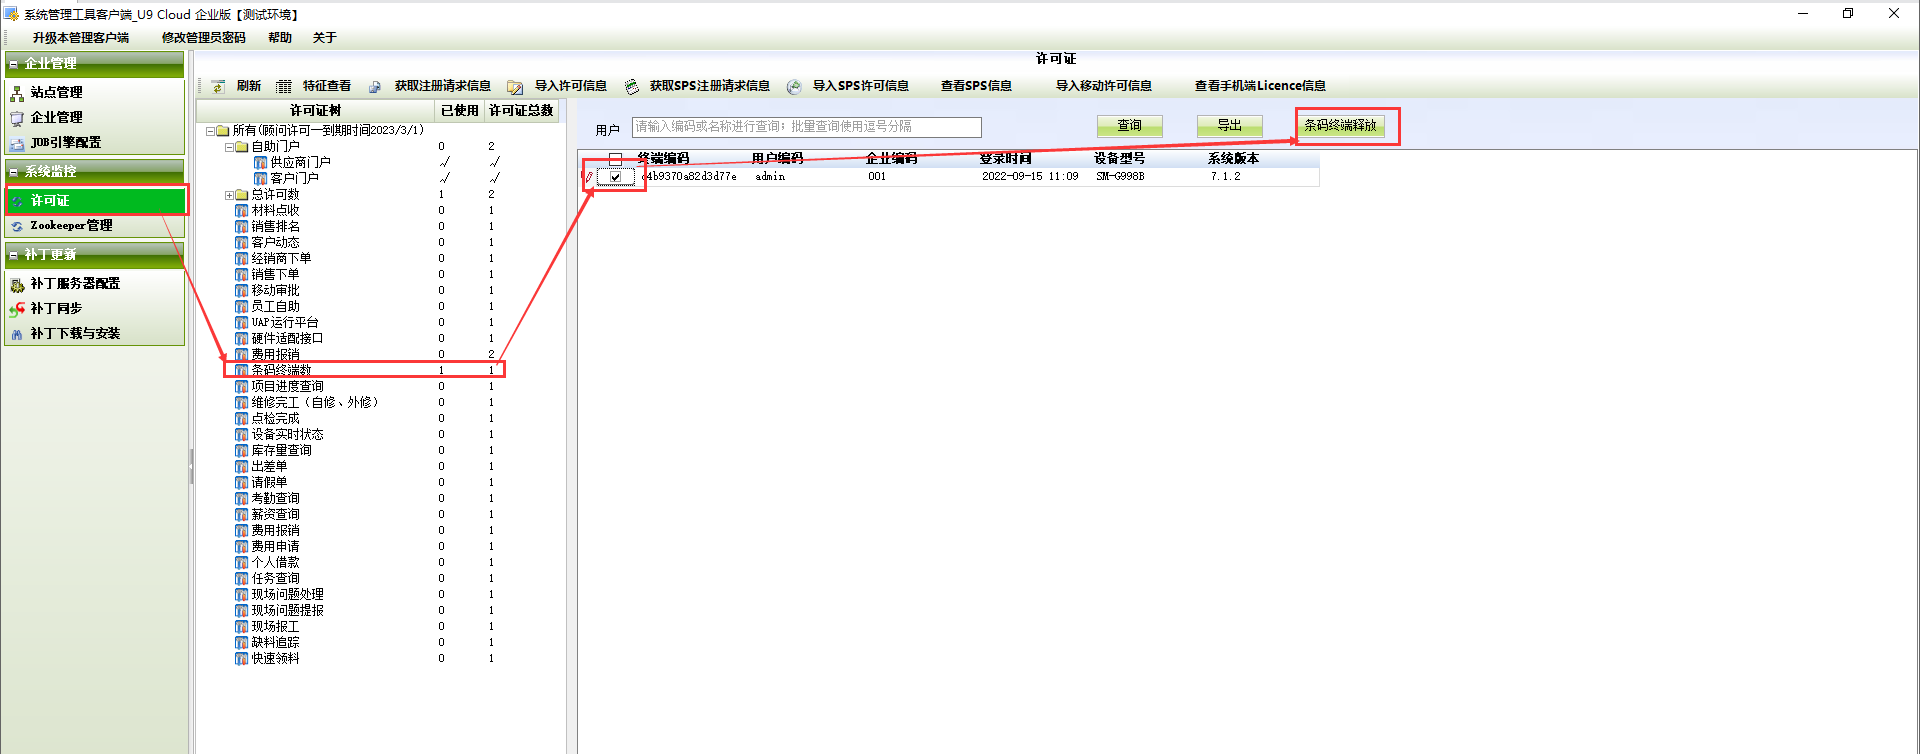 系统管理工具客户端_U9 Cloud 企业版【测试环境】
升级本管理客户端 修改管理员密码 帮助 关于
企业管理
站点管理
企业管理
JOB引擎配置
系统监控
许可证
Zookeeper管理
补丁更新
补丁服务器配置
补丁同步
补丁下载与安装
许可证
刷新 特征查看 获取注册请求信息 导入许可信息 获取SPS注册请求信息 导入SPS许可信息 查看SPS信息 导入移动许可信息 查看手机端Licence信息
许可证树 已使用 许可证总数
所有(顾问许可一到期时间2023/3/1)
自助门户 0 2
供应商门户 √ √
客户门户 √ √
总许可数 1 2
材料点收 0 1
销售排名 0 1
客户动态 0 1
经销商下单 0 1
销售下单 0 1
移动审批 0 1
员工自助 0 1
UAP运行平台 0 1
硬件适配接口 0 1
费用报销 0 2
条码终端数 1 1
项目进度查询 0 1
维修完工（自修、外修） 0 1
点检完成 0 1
设备实时状态 0 1
库存量查询 0 1
出差单 0 1
请假单 0 1
考勤查询 0 1
薪资查询 0 1
费用报销 0 1
费用申请 0 1
个人借款 0 1
任务查询 0 1
现场问题处理 0 1
现场问题提报 0 1
现场报工 0 1
缺料追踪 0 1
快速领料 0 1
用户 请输入编码或名称进行查询；批量查询使用逗号分隔 查询 导出 条码终端释放
终端编码 用户编码 企业编码 登录时间 设备型号 系统版本
4b9370a82d3d77e admin 001 2022-09-15 11:09 SM-G998B 7.1.2